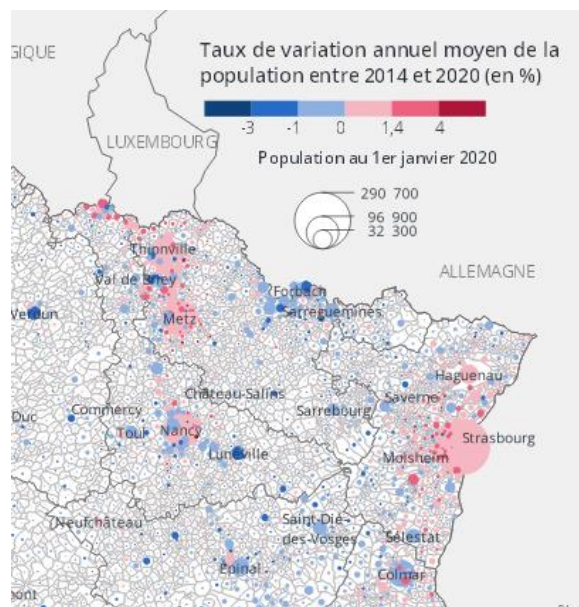 GIQUE
Taux de variation annuel moyen de la
population entre 2014 et 2020 (en %)
-3 -1 0 1,4 4
LUXEMBOURG
Population au 1er janvier 2020
290 700
96 900
32 300
ALLEMAGNE
Thionville
Val de Briey
Forbach
Sarreguemines
Verdun
Metz
Haguenau
Château-Salins
Saverne
Duc
Commercy
Sarrebourg
Toul
Nancy
Strasbourg
Lunéville
Molsheim
Neufchâteau
Saint-Dié-
des-Vosges
Sélestat
Épinal
Colmar
mont